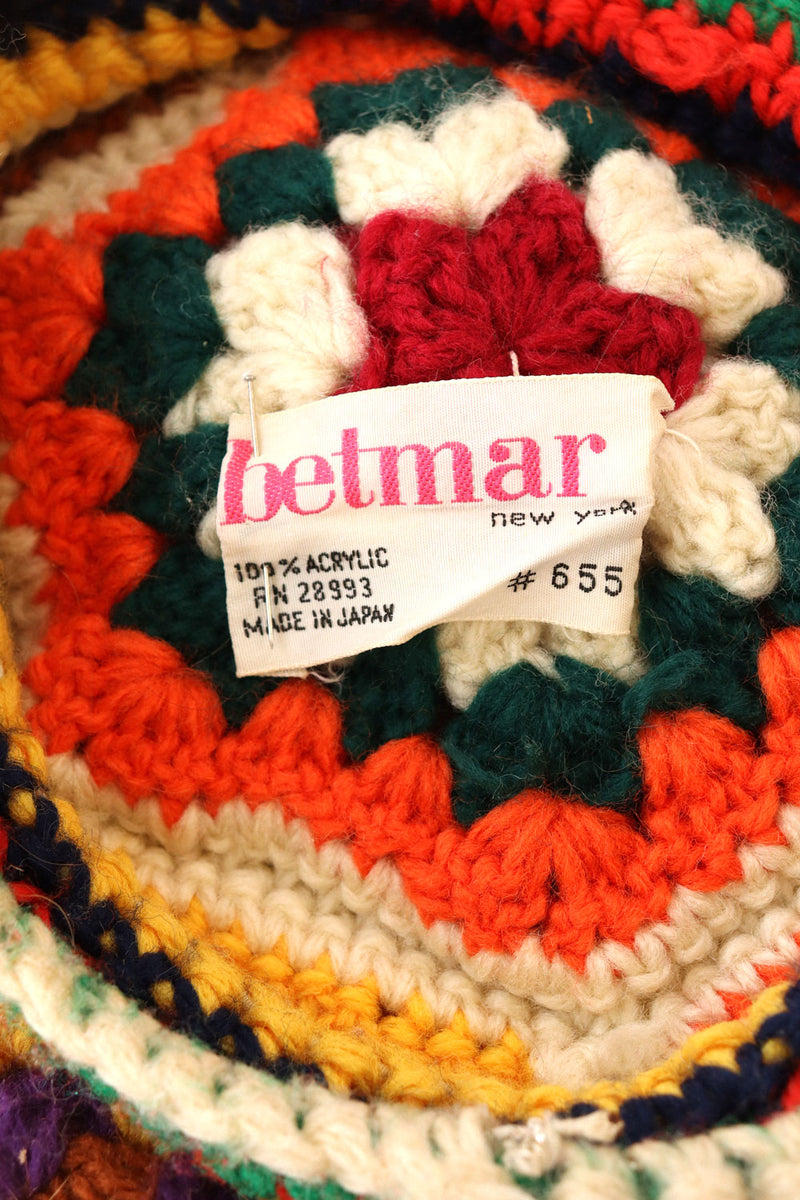 betmar
new york
100% ACRYLIC
RN 28993
MADE IN JAPAN
# 655